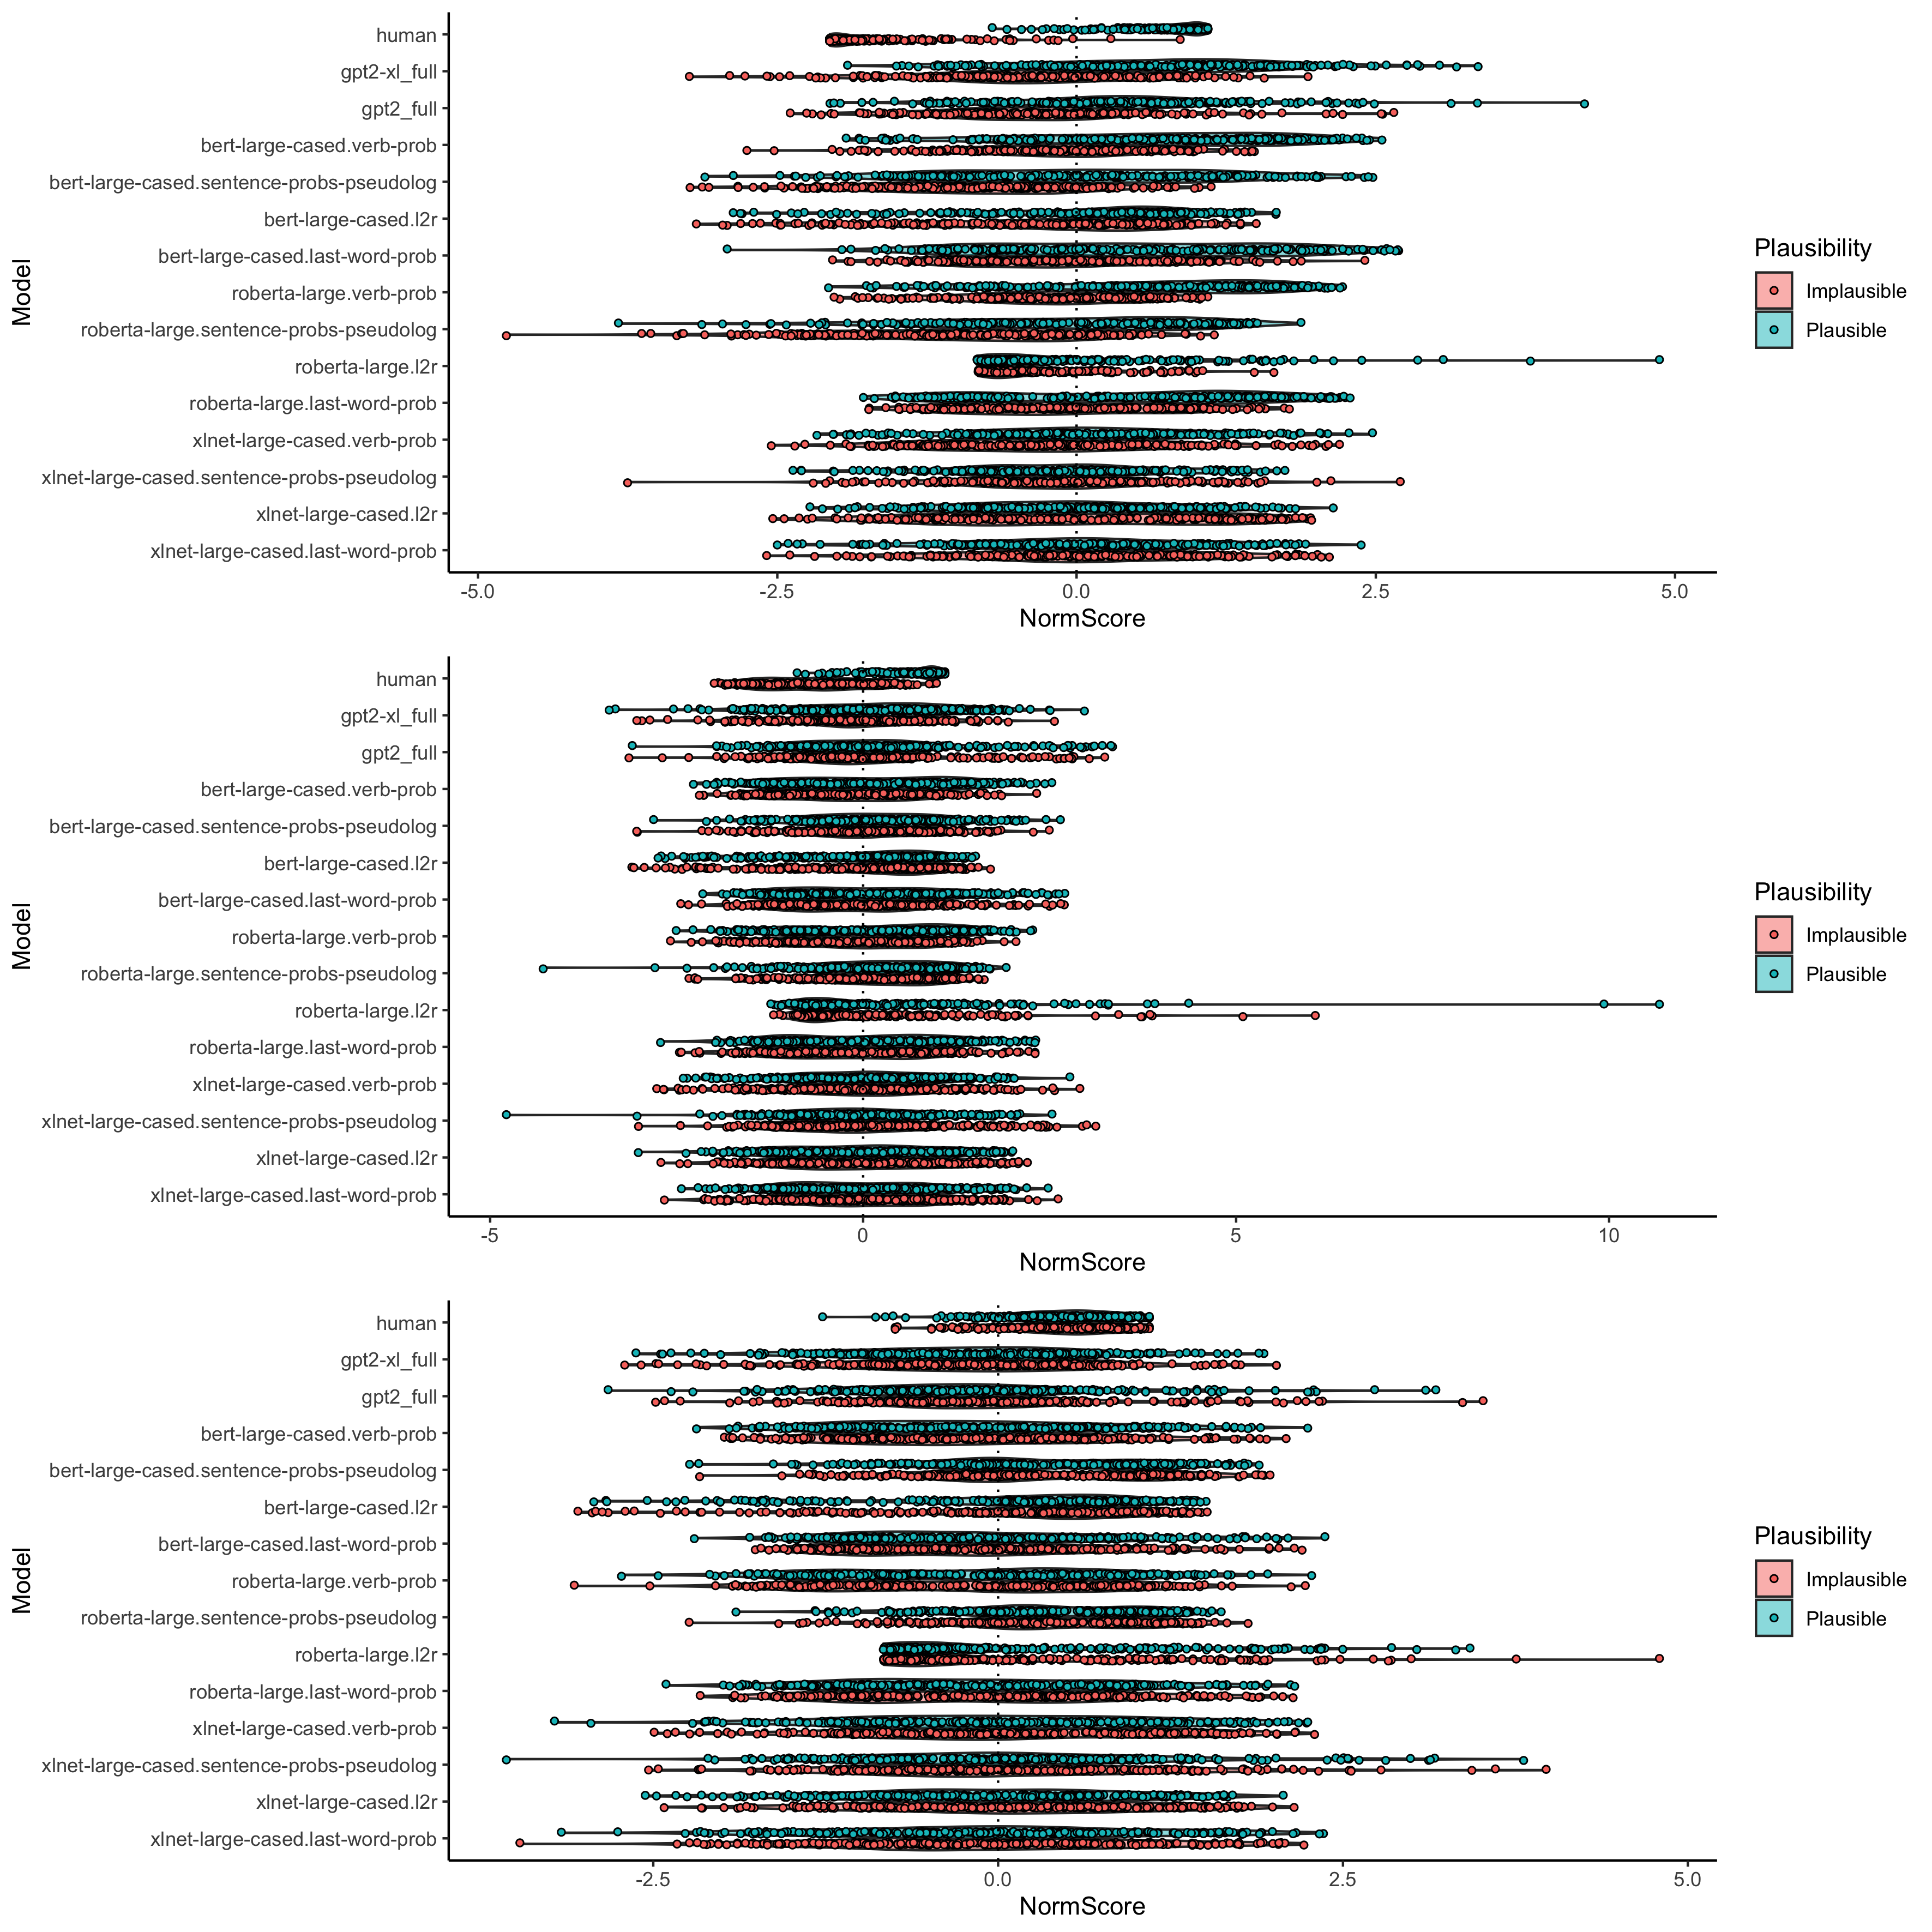 human
gpt2-xl_full
gpt2_full
bert-large-cased.verb-prob
bert-large-cased.sentence-probs-pseudolog
bert-large-cased.l2r
bert-large-cased.last-word-prob
roberta-large.verb-prob
roberta-large.sentence-probs-pseudolog
roberta-large.l2r
roberta-large.last-word-prob
xlnet-large-cased.verb-prob
xlnet-large-cased.sentence-probs-pseudolog
xlnet-large-cased.l2r
xlnet-large-cased.last-word-prob
Model
-5.0 -2.5 0.0 2.5 5.0
NormScore
Plausibility
Implausible
Plausible
human
gpt2-xl_full
gpt2_full
bert-large-cased.verb-prob
bert-large-cased.sentence-probs-pseudolog
bert-large-cased.l2r
bert-large-cased.last-word-prob
roberta-large.verb-prob
roberta-large.sentence-probs-pseudolog
roberta-large.l2r
roberta-large.last-word-prob
xlnet-large-cased.verb-prob
xlnet-large-cased.sentence-probs-pseudolog
xlnet-large-cased.l2r
xlnet-large-cased.last-word-prob
Model
-5 0 5 10
NormScore
Plausibility
Implausible
Plausible
human
gpt2-xl_full
gpt2_full
bert-large-cased.verb-prob
bert-large-cased.sentence-probs-pseudolog
bert-large-cased.l2r
bert-large-cased.last-word-prob
roberta-large.verb-prob
roberta-large.sentence-probs-pseudolog
roberta-large.l2r
roberta-large.last-word-prob
xlnet-large-cased.verb-prob
xlnet-large-cased.sentence-probs-pseudolog
xlnet-large-cased.l2r
xlnet-large-cased.last-word-prob
Model
-2.5 0.0 2.5 5.0
NormScore
Plausibility
Implausible
Plausible